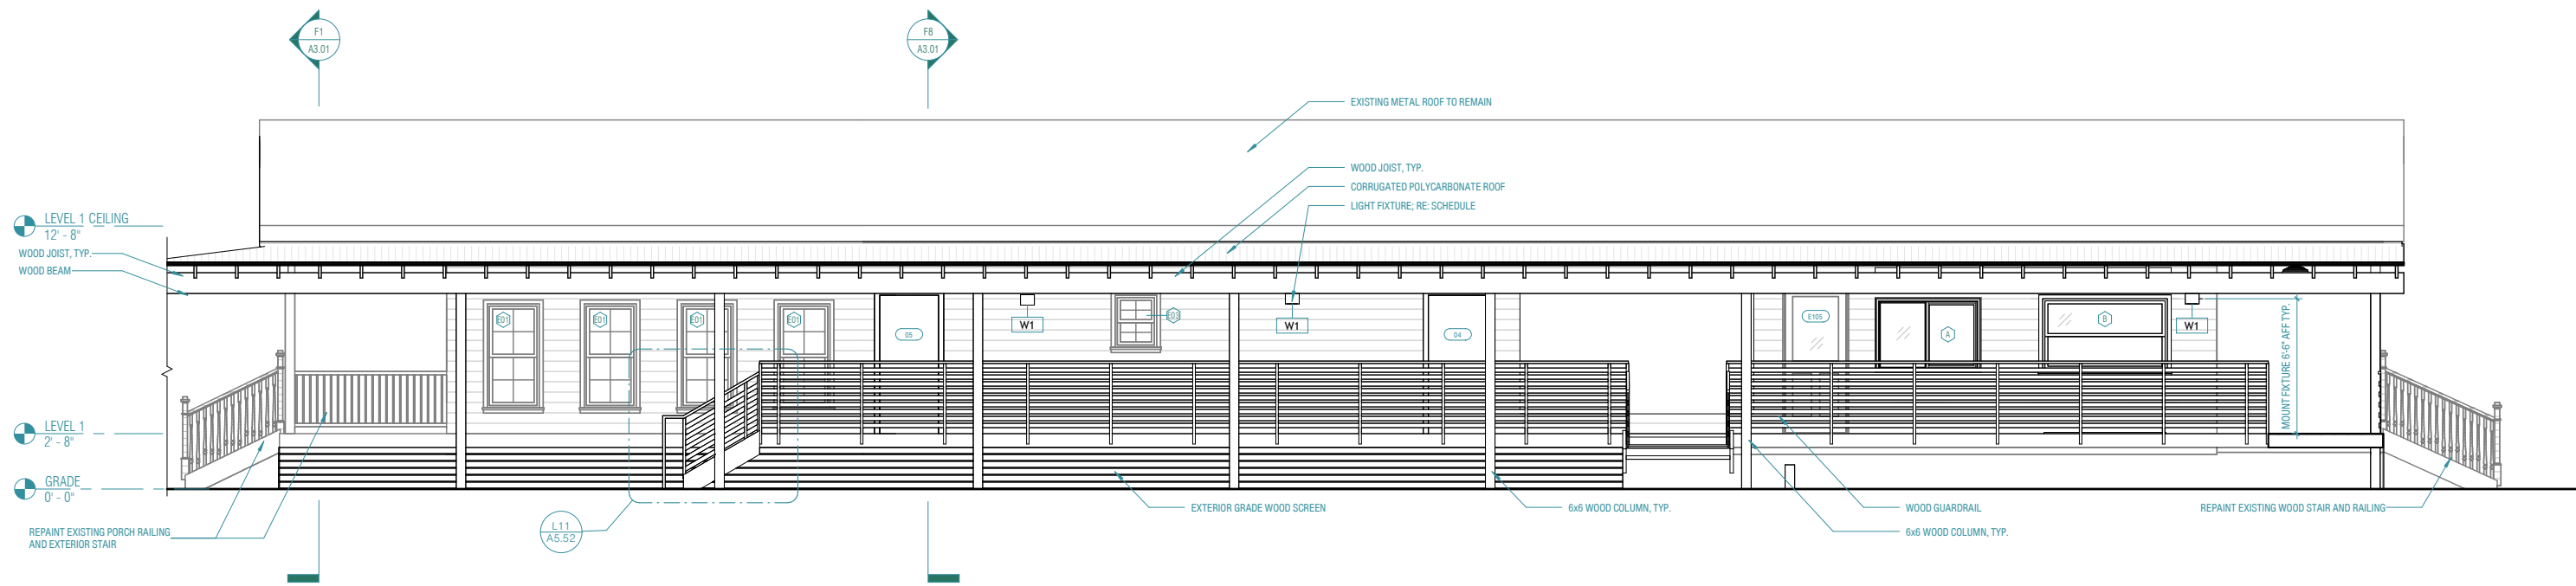 F1
A3.01
F8
A3.01
EXISTING METAL ROOF TO REMAIN
WOOD JOIST, TYP.
CORRUGATED POLYCARBONATE ROOF
LIGHT FIXTURE; RE: SCHEDULE
LEVEL 1 CEILING
12' - 8"
WOOD JOIST, TYP.
WOOD BEAM
E01
E01
E01
E01
05
W1
E03
W1
04
E105
A
B
W1
MOUNT FIXTURE 6'-6" AFF TYP.
LEVEL 1
2' - 8"
GRADE
0' - 0"
REPAINT EXISTING PORCH RAILING
AND EXTERIOR STAIR
L11
A5.52
EXTERIOR GRADE WOOD SCREEN
6x6 WOOD COLUMN, TYP.
WOOD GUARDRAIL
6x6 WOOD COLUMN, TYP.
REPAINT EXISTING WOOD STAIR AND RAILING